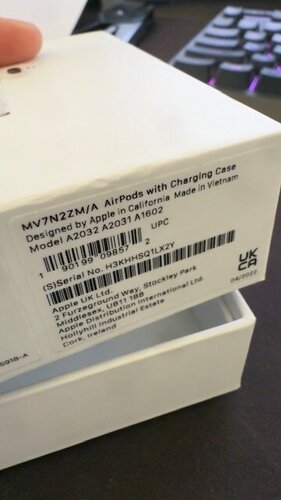 MV7N2ZM/A AirPods with Charging Case
Designed by Apple in California Made in Vietnam
Model A2032 A2031 A1602
UPC
1 90199 09857 2
(S)Serial No. H3KHHSQ1LX2Y
Apple UK Ltd.
2 Furzeground Way, Stockley Park
Middlesex, UB11 1BB
Apple Distribution International Ltd.
Hollyhill Industrial Estate
Cork, Ireland
UK
CA
04/2022
5918-A